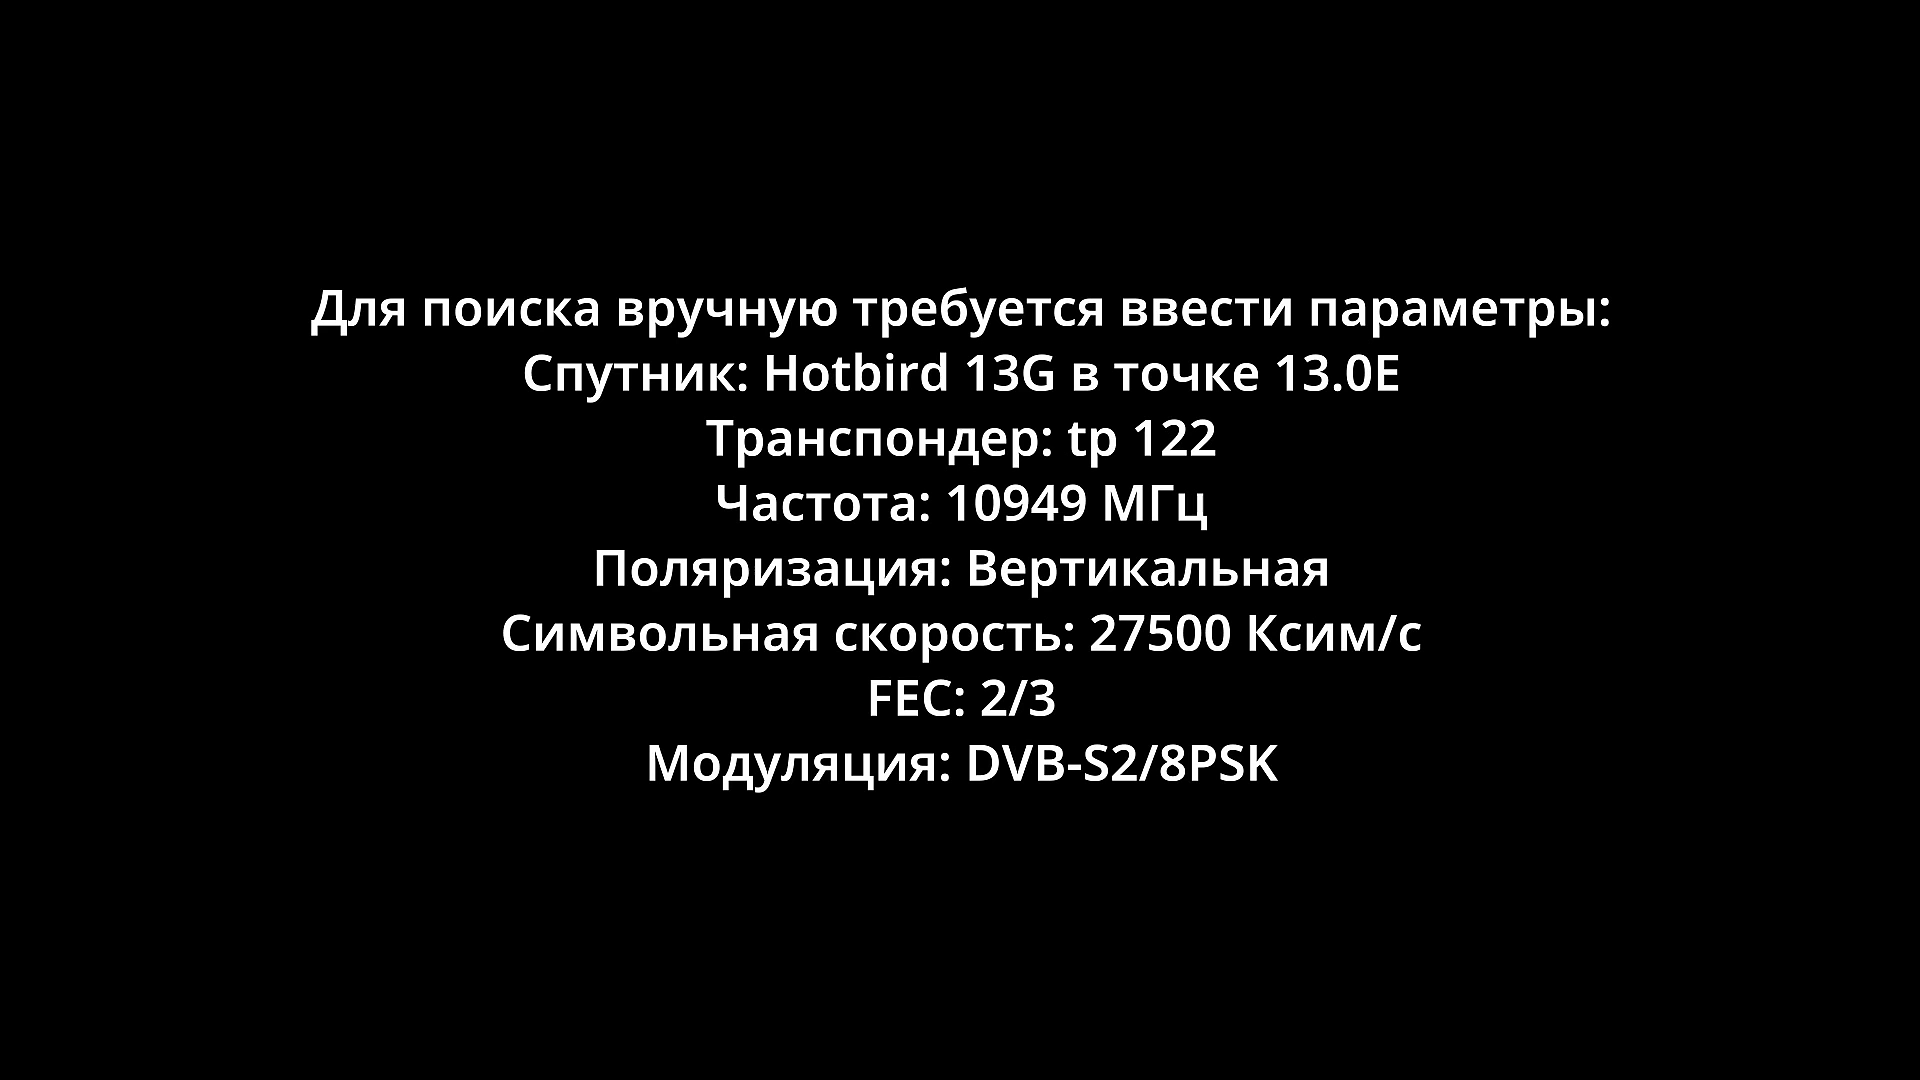 Для поиска вручную требуется ввести параметры:
Спутник: Hotbird 13G в точке 13.0E
Транспондер: tp 122
Частота: 10949 МГц
Поляризация: Вертикальная
Символьная скорость: 27500 Ксим/с
FEC: 2/3
Модуляция: DVB-S2/8PSK